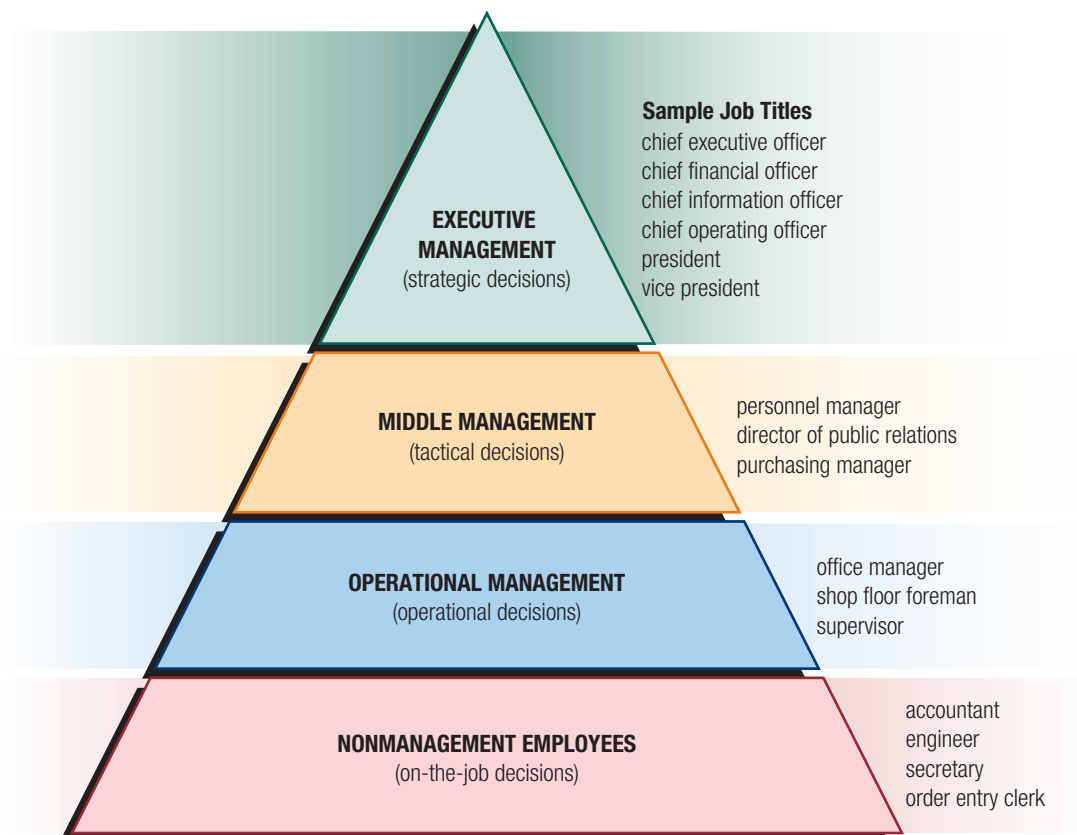 Sample Job Titles
chief executive officer
chief financial officer
chief information officer
chief operating officer
president
vice president
EXECUTIVE
MANAGEMENT
(strategic decisions)
MIDDLE MANAGEMENT
(tactical decisions)
personnel manager
director of public relations
purchasing manager
OPERATIONAL MANAGEMENT
(operational decisions)
office manager
shop floor foreman
supervisor
NONMANAGEMENT EMPLOYEES
(on-the-job decisions)
accountant
engineer
secretary
order entry clerk